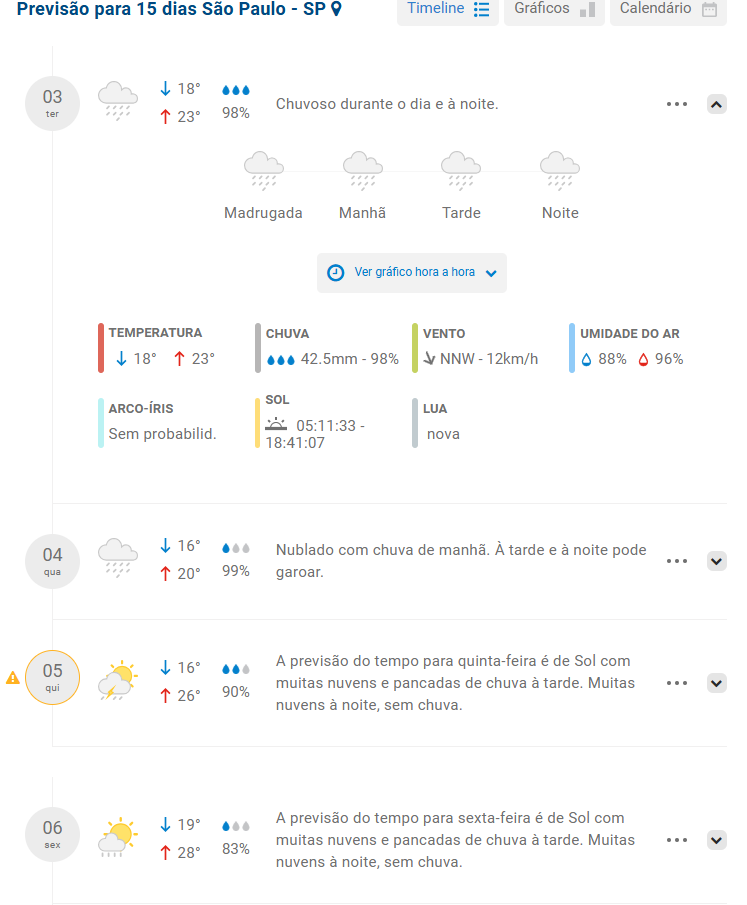 Previsão para 15 dias São Paulo - SP
Timeline
Gráficos
Calendário
03
ter
18°
23°
98%
Chuvoso durante o dia e à noite.
Madrugada
Manhã
Tarde
Noite
Ver gráfico hora a hora
TEMPERATURA
18° 23°
CHUVA
42.5mm - 98%
VENTO
NNW - 12km/h
UMIDADE DO AR
88% 96%
ARCO-ÍRIS
Sem probabilid.
SOL
05:11:33 -
18:41:07
LUA
nova
04
qua
16°
20°
99%
Nublado com chuva de manhã. À tarde e à noite pode
garoar.
05
qui
16°
26°
90%
A previsão do tempo para quinta-feira é de Sol com
muitas nuvens e pancadas de chuva à tarde. Muitas
nuvens à noite, sem chuva.
06
sex
19°
28°
83%
A previsão do tempo para sexta-feira é de Sol com
muitas nuvens e pancadas de chuva à tarde. Muitas
nuvens à noite, sem chuva.